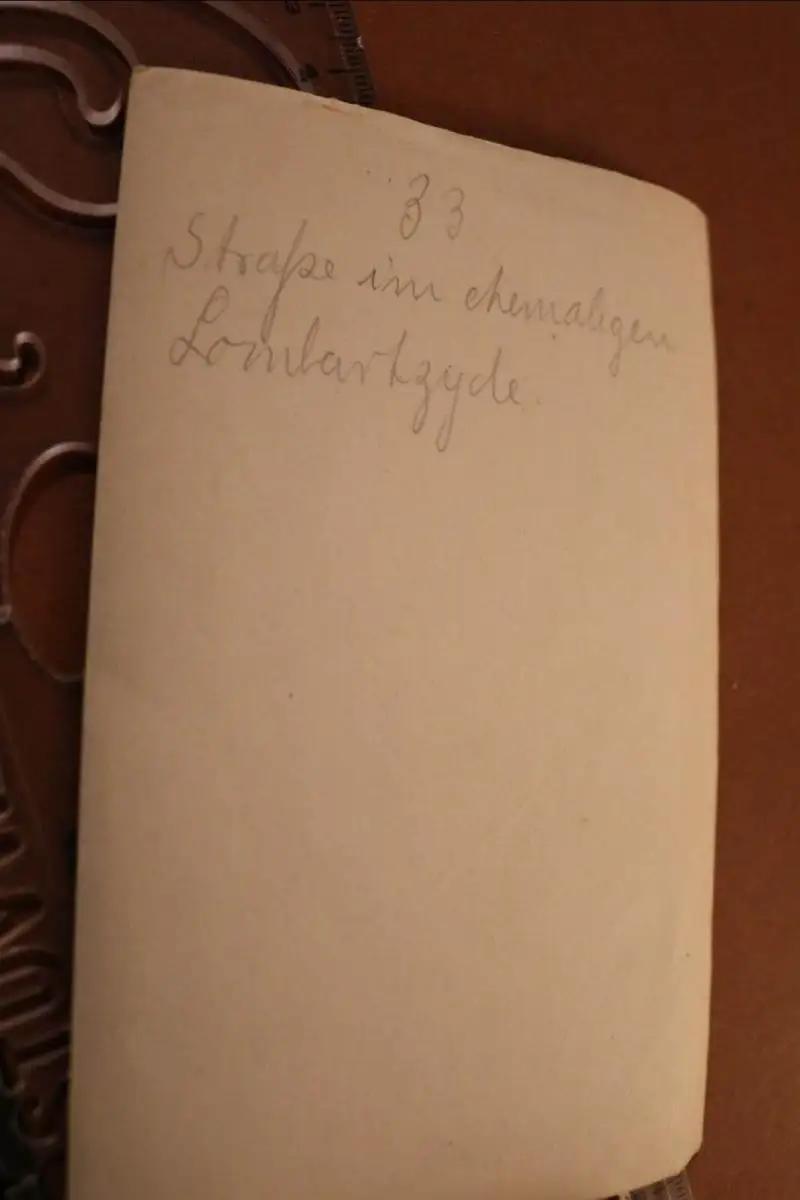 33
Straße im ehemaligen
Lombartzyde.